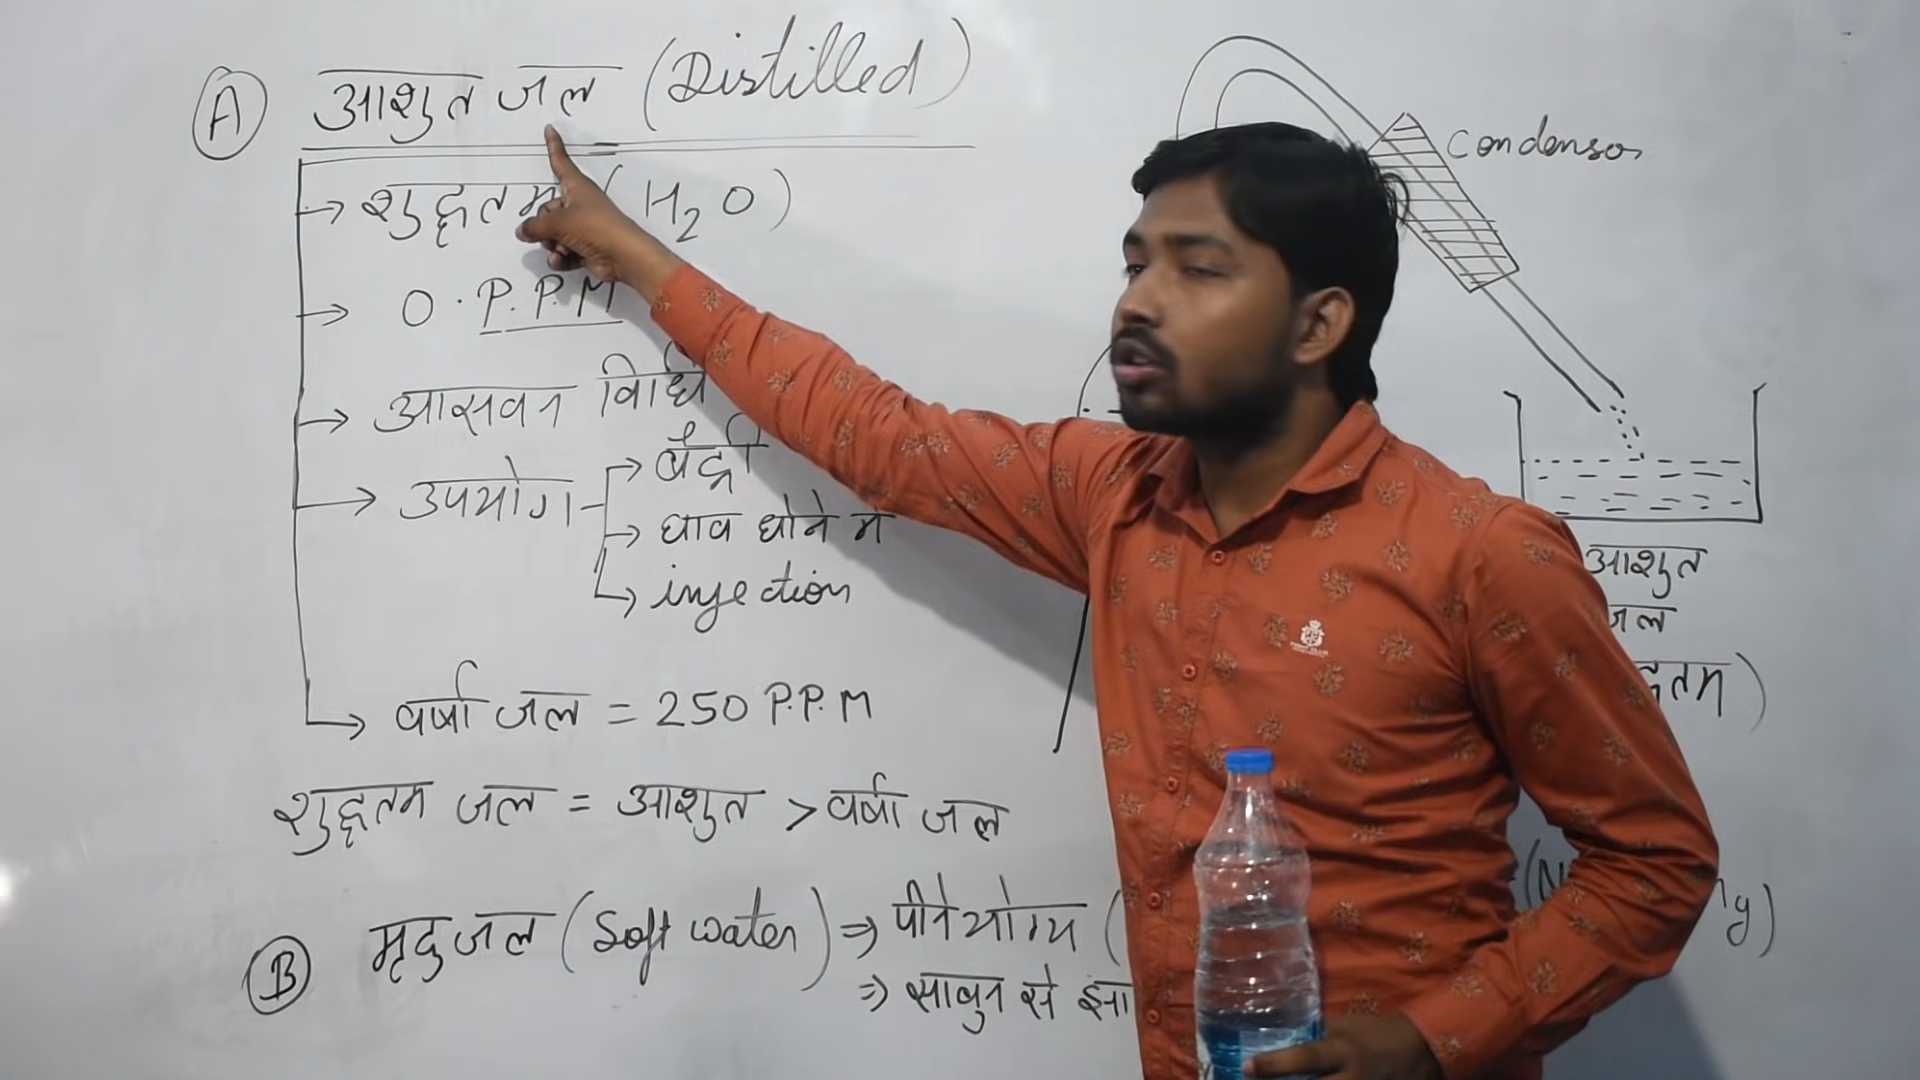 A आशुत जल (Distilled)
→ शुद्धतम (H₂O)
→ 0 . P.P.M
→ आसवन विधि
→ उपयोग → बैट्री
→ घाव धोने में
→ injection
→ वर्षा जल = 250 P.P.M
शुद्धतम जल = आशुत > वर्षा जल
B मृदु जल (Soft water) ⇒ पीने योग्य (
⇒ साबुन से झा
Condensor
आशुत
जल